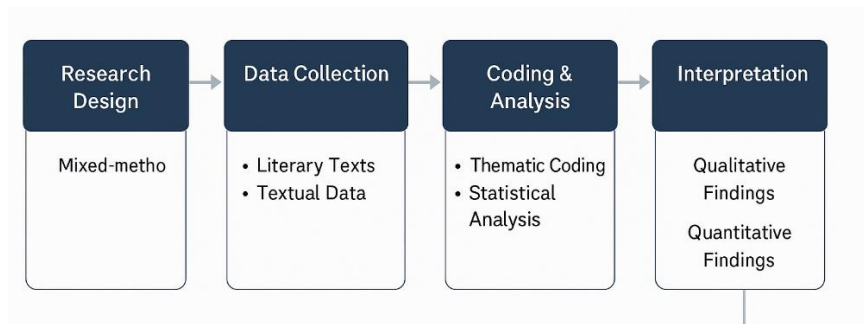 Research
Design
Mixed-metho
Data Collection
• Literary Texts
• Textual Data
Coding &
Analysis
• Thematic Coding
• Statistical
Analysis
Interpretation
Qualitative
Findings
Quantitative
Findings